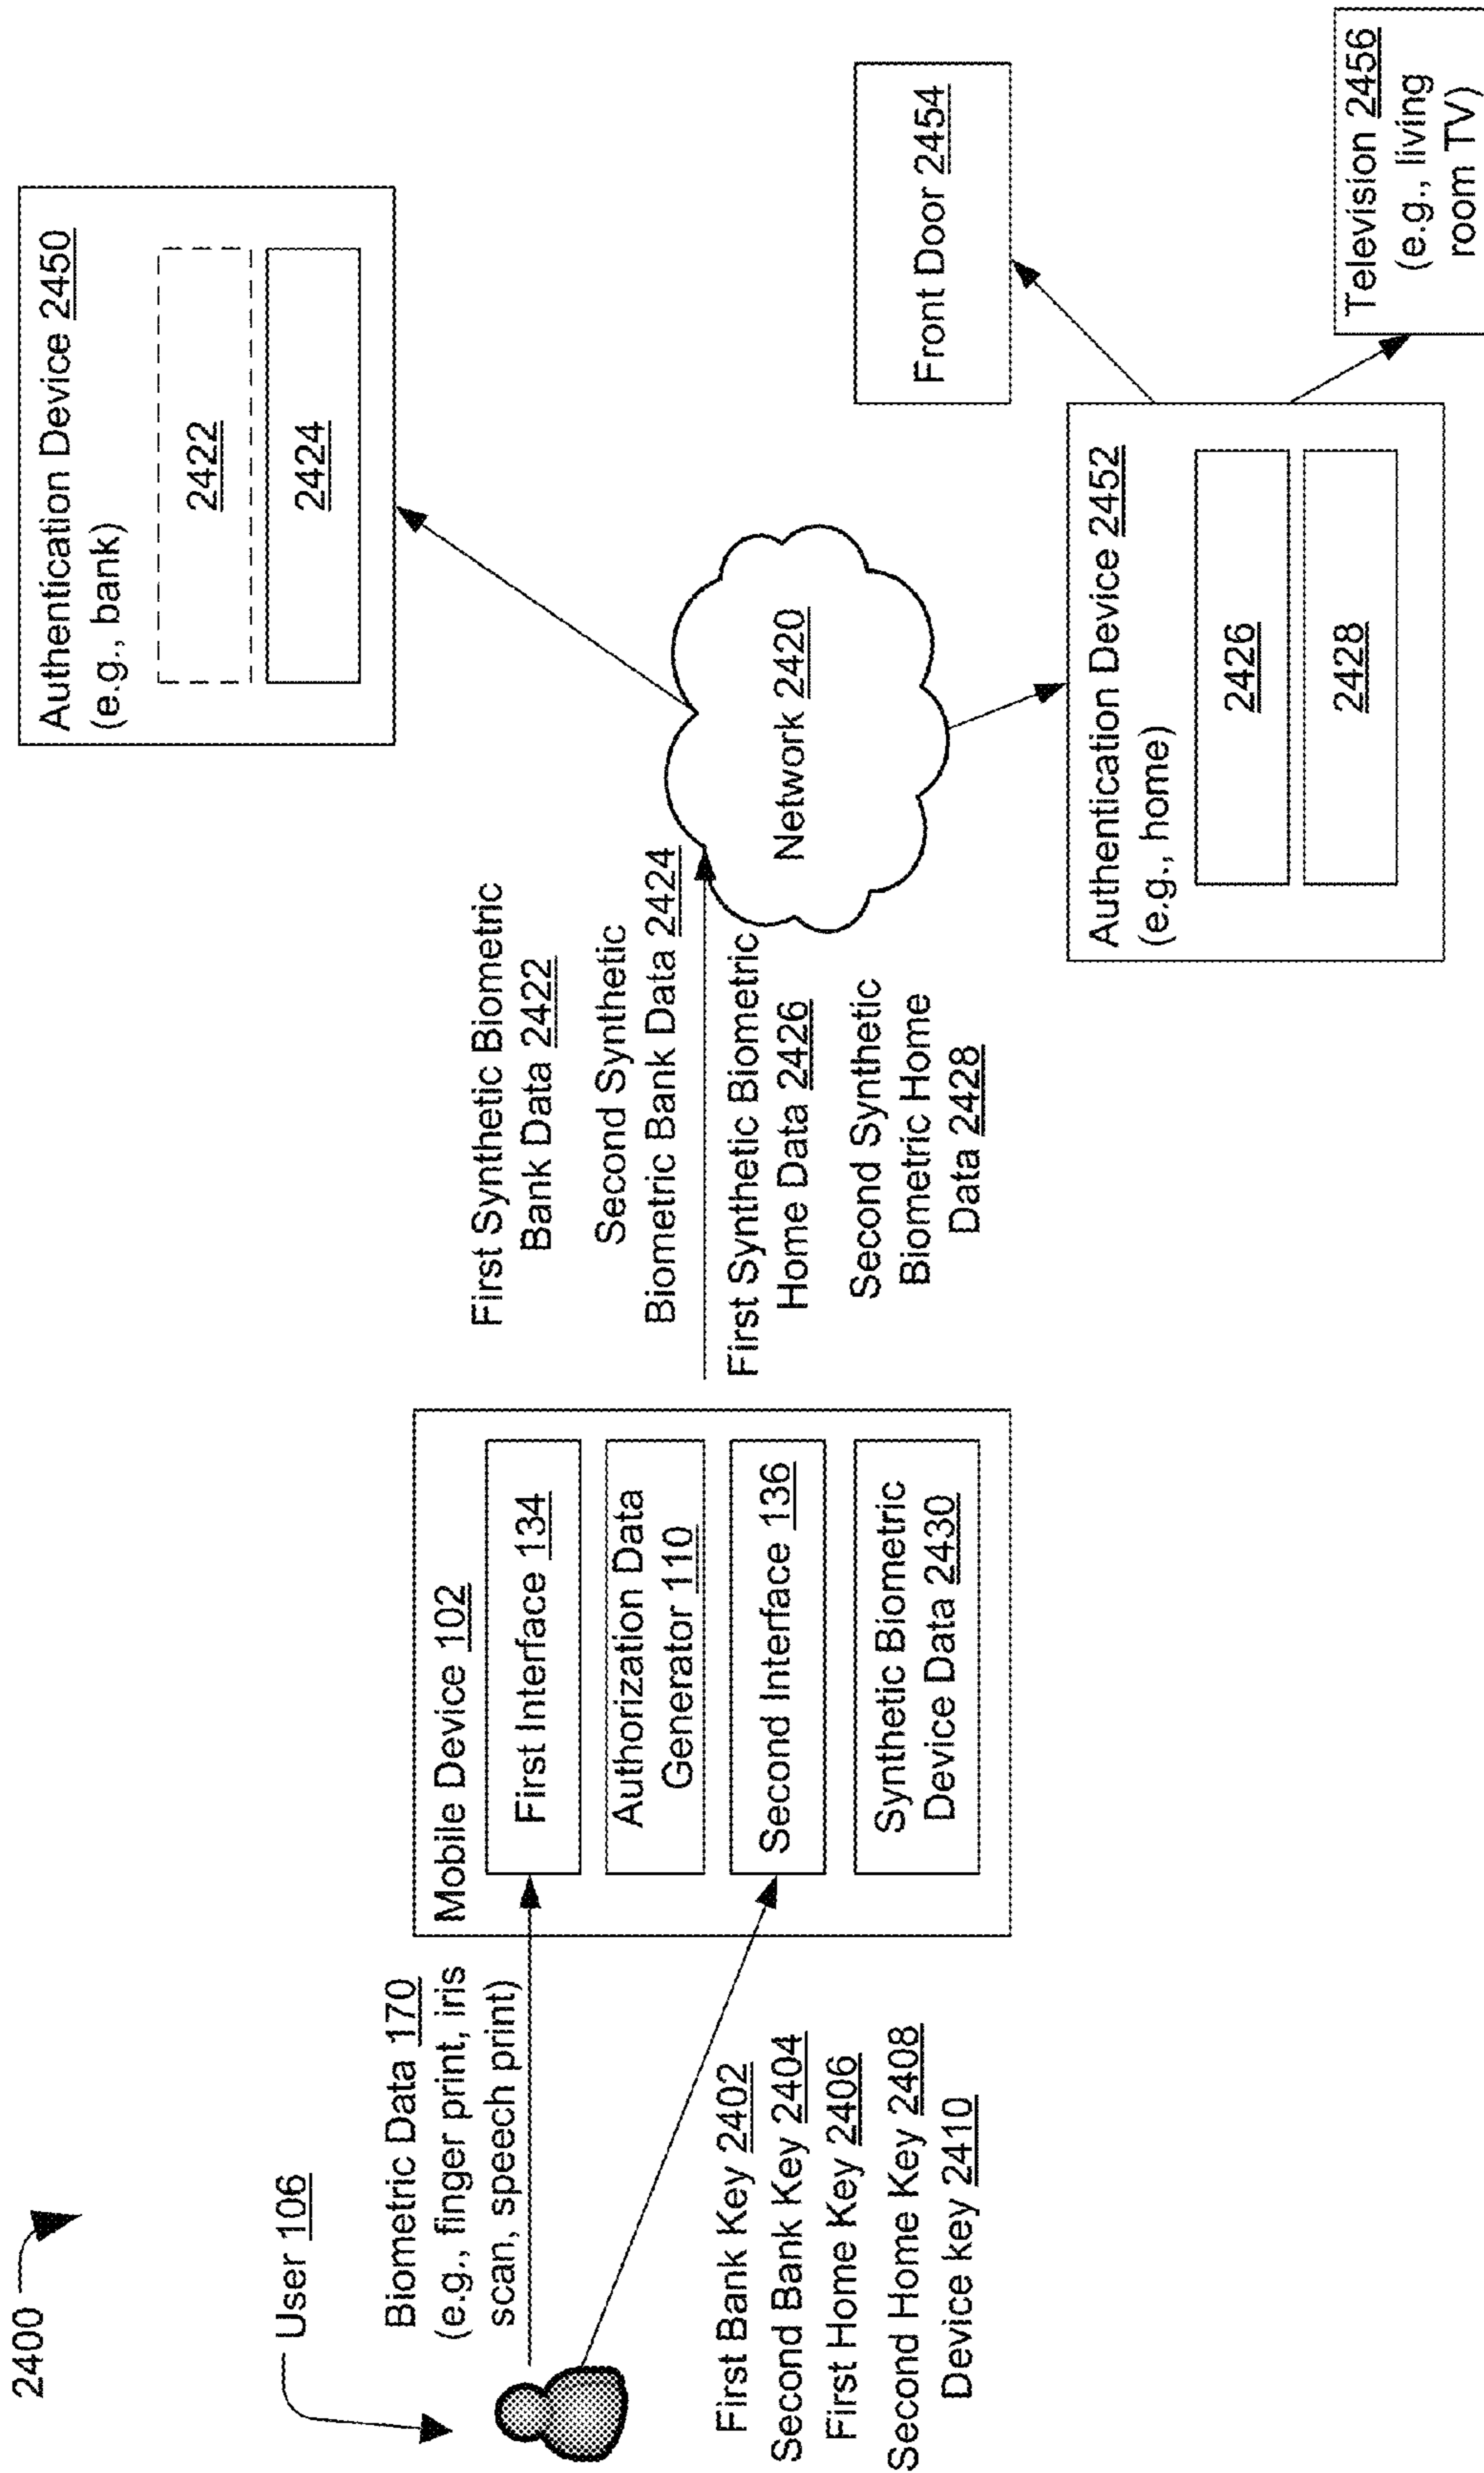 2400
User 106
Biometric Data 170
(e.g., finger print, iris
scan, speech print)
First Bank Key 2402
Second Bank Key 2404
First Home Key 2406
Second Home Key 2408
Device key 2410
Mobile Device 102
First Interface 134
Authorization Data
Generator 110
Second Interface 136
Synthetic Biometric
Device Data 2430
First Synthetic Biometric
Bank Data 2422
Second Synthetic
Biometric Bank Data 2424
First Synthetic Biometric
Home Data 2426
Second Synthetic
Biometric Home
Data 2428
Network 2420
Authentication Device 2450
(e.g., bank)
2422
2424
Authentication Device 2452
(e.g., home)
2426
2428
Front Door 2454
Television 2456
(e.g., living
room TV)